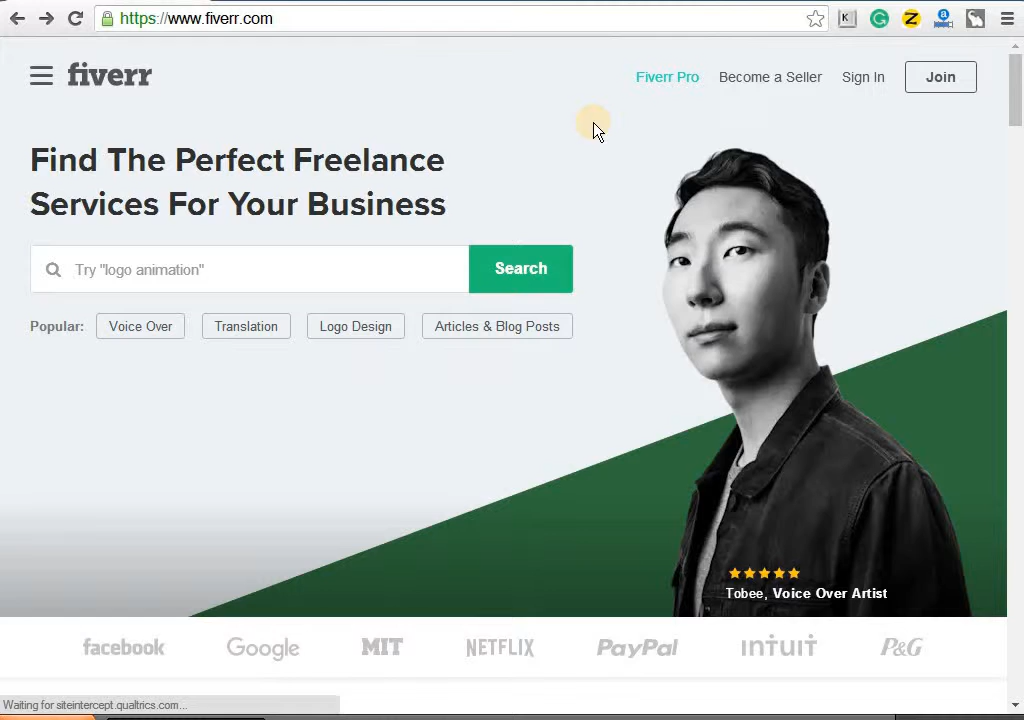 https://www.fiverr.com
K
fiverr
Fiverr Pro
Become a Seller
Sign In
Join
Find The Perfect Freelance
Services For Your Business
Try "logo animation"
Search
Popular:
Voice Over
Translation
Logo Design
Articles & Blog Posts
Tobee, Voice Over Artist
facebook
Google
MIT
NETFLIX
PayPal
intuit
P&G
Waiting for siteintercept.qualtrics.com...